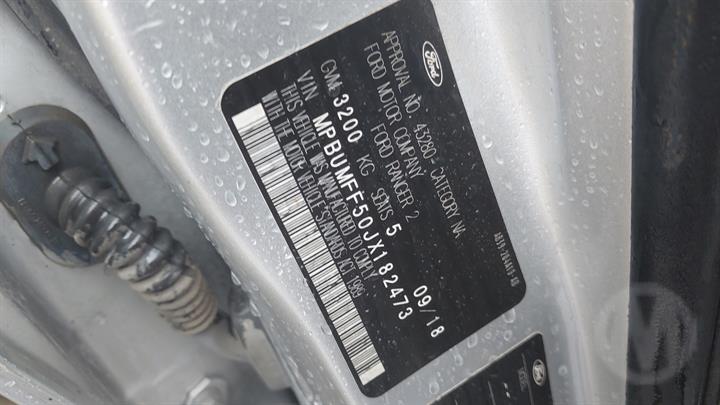 Ford
APPROVAL NO. 43280 CATEGORY NA
FORD MOTOR COMPANY
FORD RANGER 2 09/18
GVM 3200 KG SEATS 5
VIN MPBUMFF50JX182473
THIS VEHICLE WAS MANUFACTURED TO COMPLY
WITH THE MOTOR VEHICLE STANDARDS ACT 1989
Ford